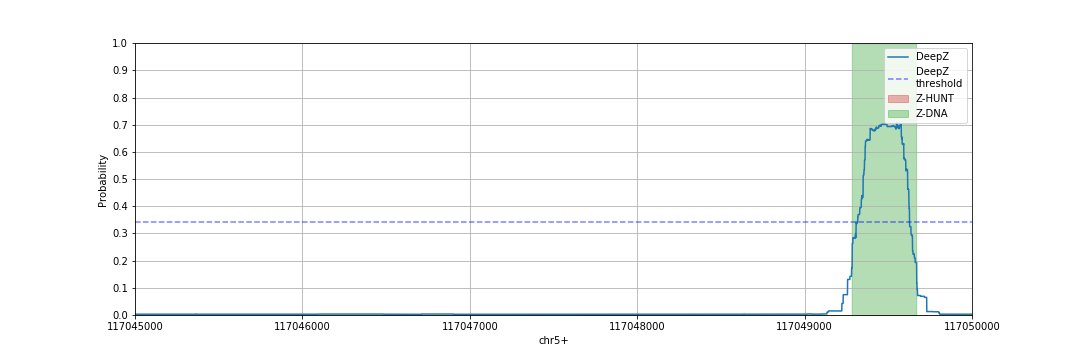 1.0
0.9
0.8
0.7
0.6
0.5
0.4
0.3
0.2
0.1
0.0
Probability
117045000 117046000 117047000 117048000 117049000 117050000
chr5+
DeepZ
DeepZ
threshold
Z-HUNT
Z-DNA